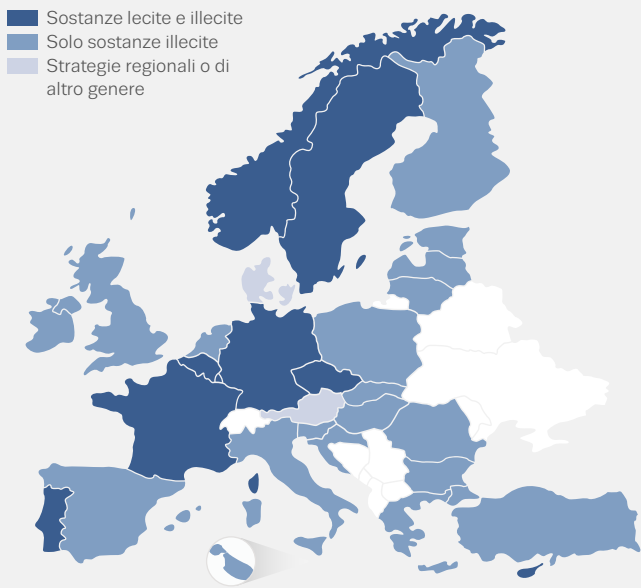 Sostanze lecite e illecite
Solo sostanze illecite
Strategie regionali o di
altro genere